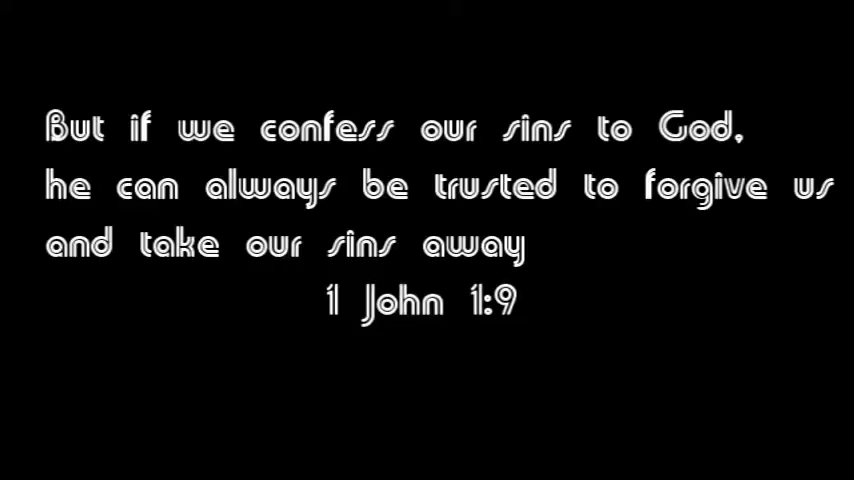 But if we confess our sins to God,
he can always be trusted to forgive us
and take our sins away
1 John 1:9